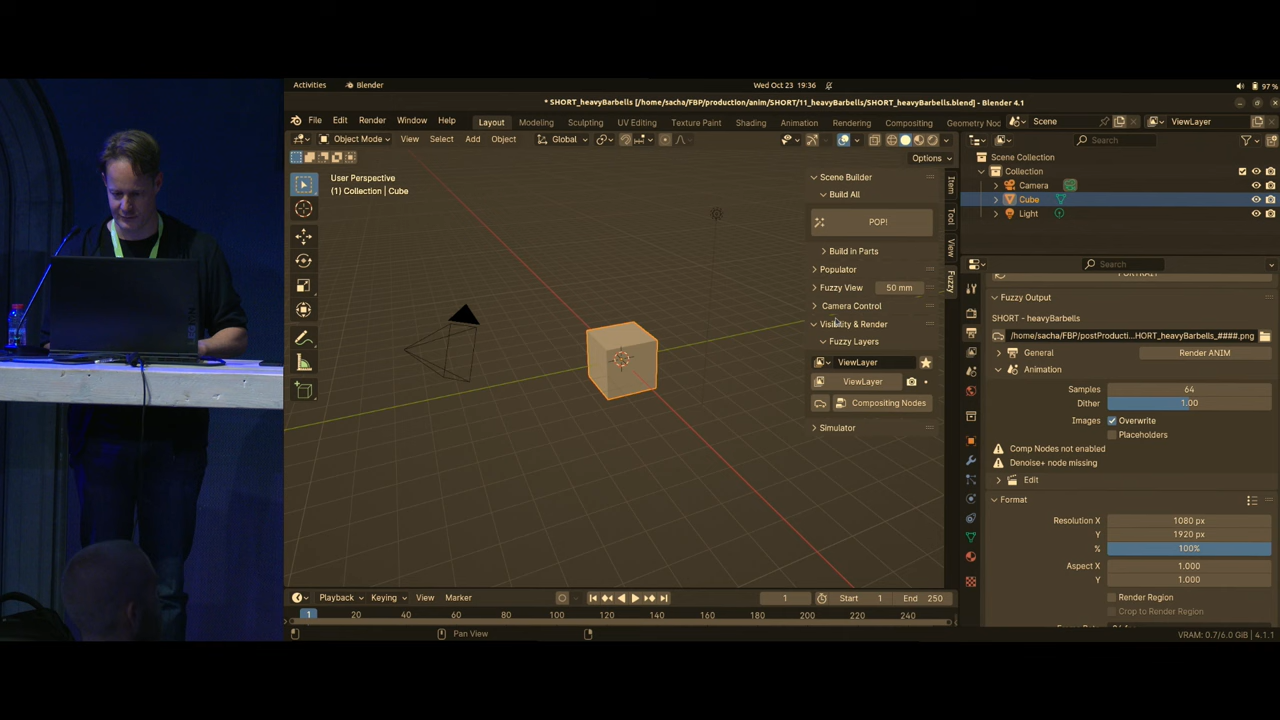 Activities Blender Wed Oct 23 19:36 97 %
* SHORT_heavyBarbells [/home/sacha/FBP/production/anim/SHORT/11_heavyBarbells/SHORT_heavyBarbells.blend] - Blender 4.1
File Edit Render Window Help Layout Modeling Sculpting UV Editing Texture Paint Shading Animation Rendering Compositing Geometry Noc Scene ViewLayer
Object Mode View Select Add Object Global Search
Options
User Perspective
(1) Collection | Cube
Scene Builder
Build All
POP!
Build in Parts
Populator
Fuzzy View 50 mm
Camera Control
Visibility & Render
Fuzzy Layers
ViewLayer
ViewLayer
Compositing Nodes
Simulator
Item
Tool
View
Fuzzy
Scene Collection
Collection
Camera
Cube
Light
Search
Fuzzy Output
SHORT - heavyBarbells
/home/sacha/FBP/postProducti...HORT_heavyBarbells_####.png
General Render ANIM
Animation
Samples 64
Dither 1.00
Images Overwrite
Placeholders
Comp Nodes not enabled
Denoise+ node missing
Edit
Format
Resolution X 1080 px
Y 1920 px
% 100%
Aspect X 1.000
Y 1.000
Render Region
Crop to Render Region
Playback Keying View Marker 1 Start 1 End 250
1 20 40 60 80 100 120 140 160 180 200 220 240
Pan View VRAM: 0.7/6.0 GiB | 4.1.1